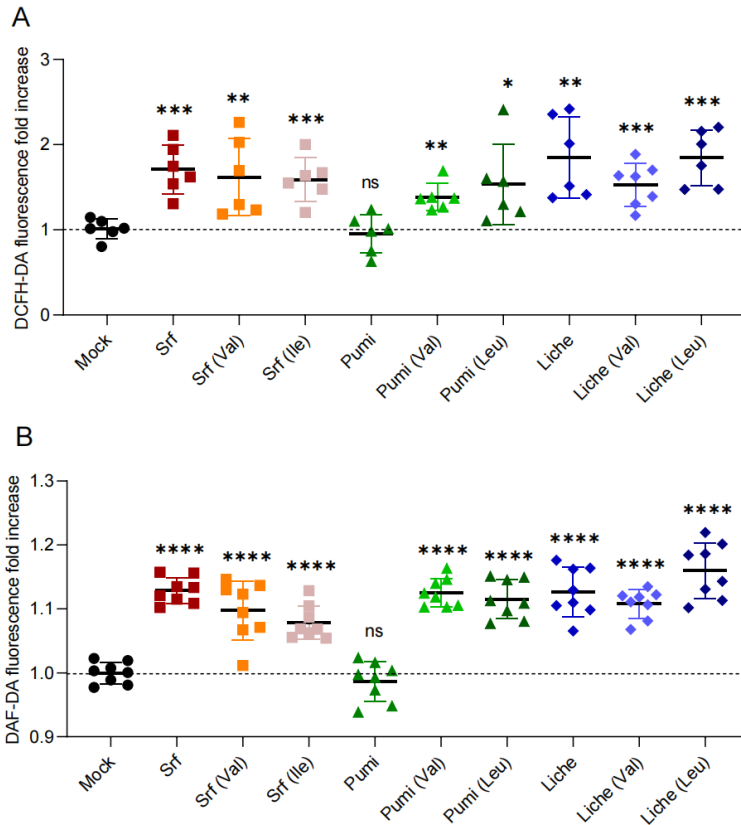 A
DCFH-DA fluorescence fold increase
3
2
1
0
***
**
***
ns
**
*
**
***
***
Mock
Srf
Srf (Val)
Srf (Ile)
Pumi
Pumi (Val)
Pumi (Leu)
Liche
Liche (Val)
Liche (Leu)
B
DAF-DA fluorescence fold increase
1.3
1.2
1.1
1.0
0.9
****
****
****
ns
****
****
****
****
****
Mock
Srf
Srf (Val)
Srf (Ile)
Pumi
Pumi (Val)
Pumi (Leu)
Liche
Liche (Val)
Liche (Leu)